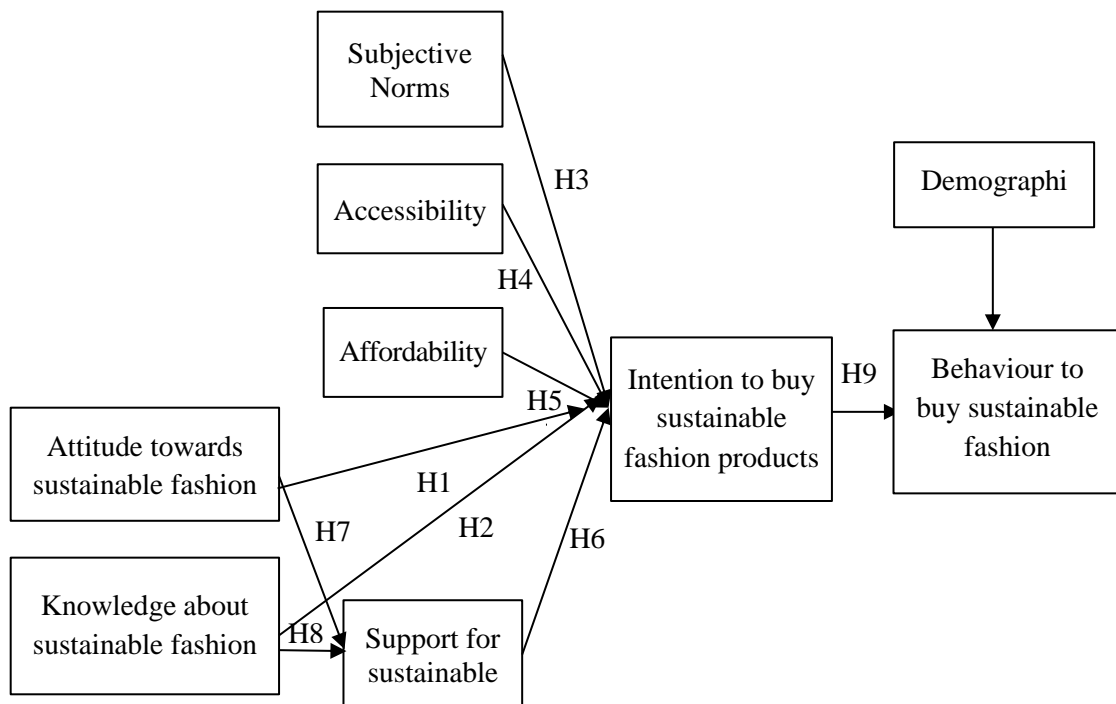 Subjective
Norms
H3
Demographi
Accessibility
H4
Affordability
Intention to buy
sustainable
fashion products
H9
Behaviour to
buy sustainable
fashion
H5
Attitude towards
sustainable fashion
H1
H7
H2
H6
Knowledge about
sustainable fashion
H8
Support for
sustainable